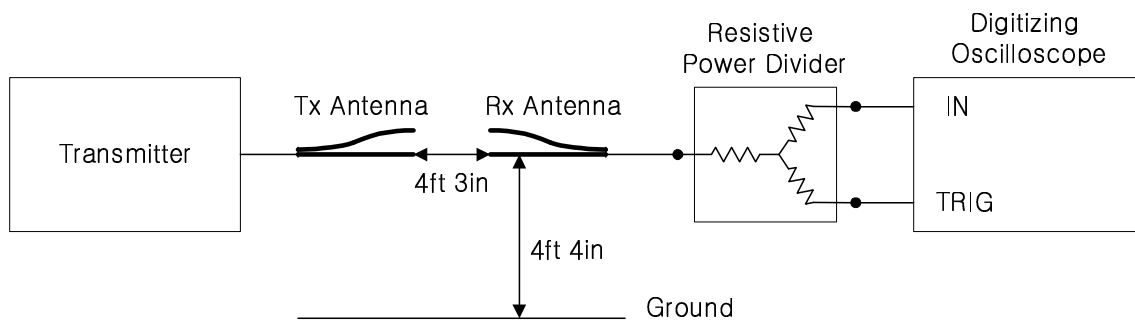 Resistive
Power Divider
Digitizing
Oscilloscope
Tx Antenna
Rx Antenna
IN
Transmitter
4ft 3in
TRIG
4ft 4in
Ground